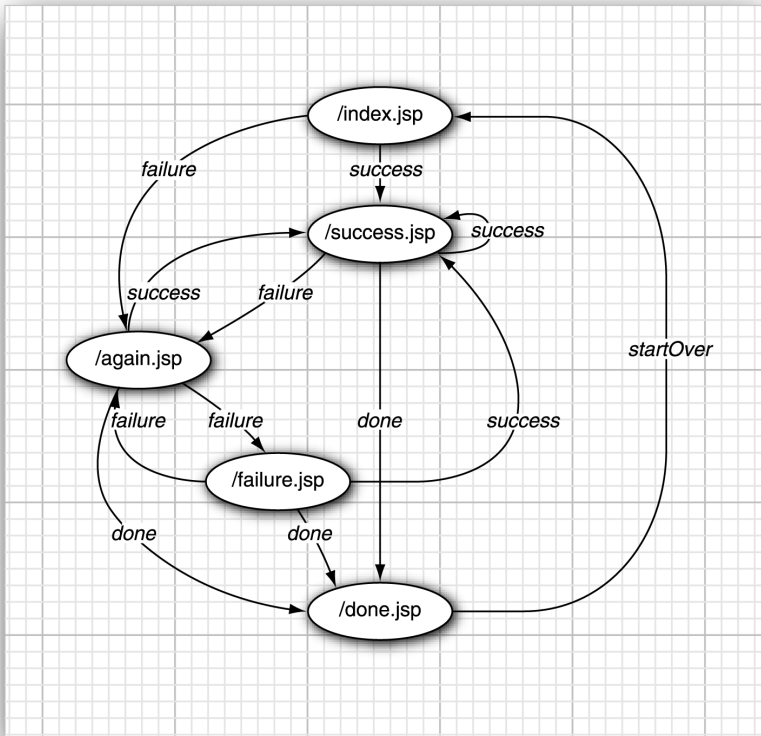 /index.jsp
failure
success
/success.jsp
success
success
failure
startOver
/again.jsp
failure
failure
done
success
/failure.jsp
done
done
/done.jsp